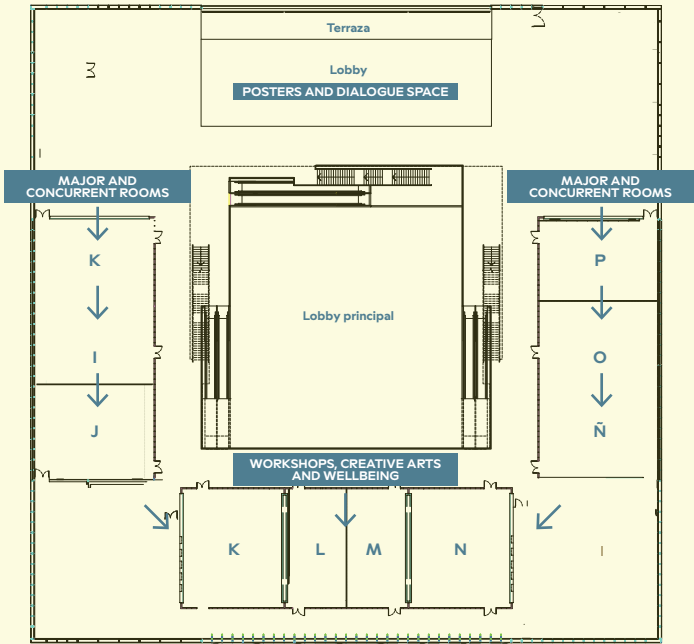 Terraza
Lobby
POSTERS AND DIALOGUE SPACE
MAJOR AND
CONCURRENT ROOMS
MAJOR AND
CONCURRENT ROOMS
K
P
Lobby principal
I
O
J
Ñ
WORKSHOPS, CREATIVE ARTS
AND WELLBEING
K
L
M
N